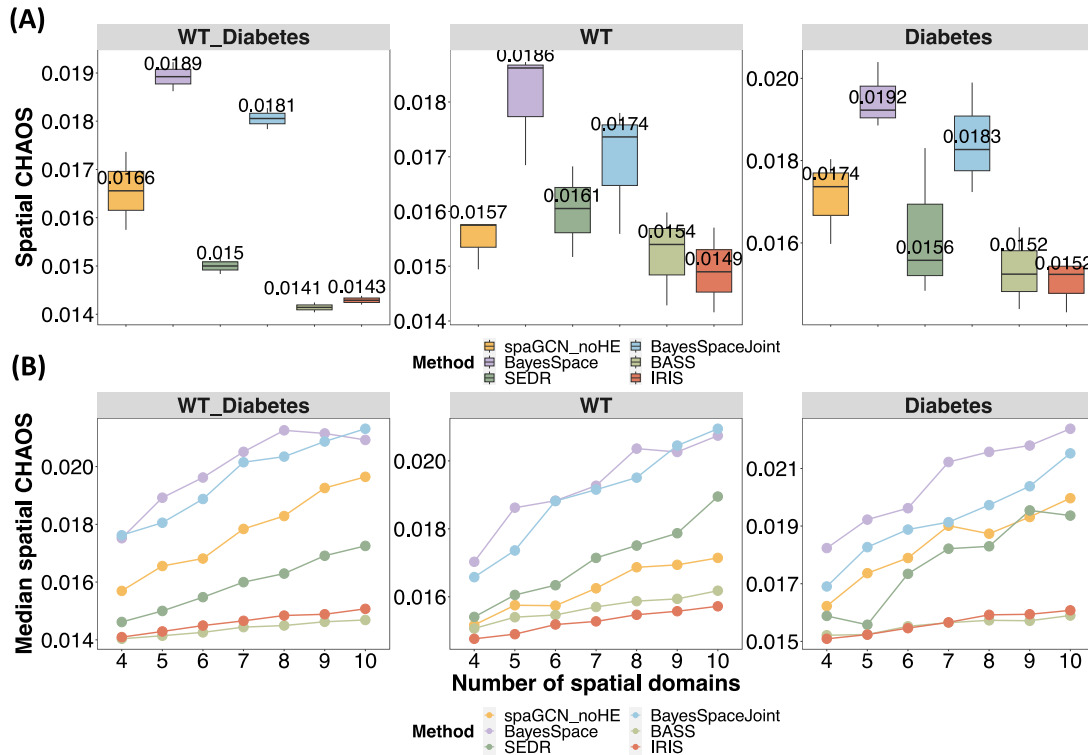 (A)
WT_Diabetes
WT
Diabetes
Spatial CHAOS
0.019
0.018
0.017
0.016
0.015
0.014
0.0166
0.0189
0.015
0.0181
0.0141
0.0143
0.018
0.017
0.016
0.015
0.014
0.0157
0.0186
0.0161
0.0174
0.0154
0.0149
0.020
0.018
0.016
0.0174
0.0192
0.0156
0.0183
0.0152
0.0152
Method
spaGCN_noHE
BayesSpaceJoint
BayesSpace
BASS
SEDR
IRIS
(B)
WT_Diabetes
WT
Diabetes
Median spatial CHAOS
0.020
0.018
0.016
0.014
4 5 6 7 8 9 10
0.020
0.018
0.016
4 5 6 7 8 9 10
0.021
0.019
0.017
0.015
4 5 6 7 8 9 10
Number of spatial domains
Method
spaGCN_noHE
BayesSpaceJoint
BayesSpace
BASS
SEDR
IRIS